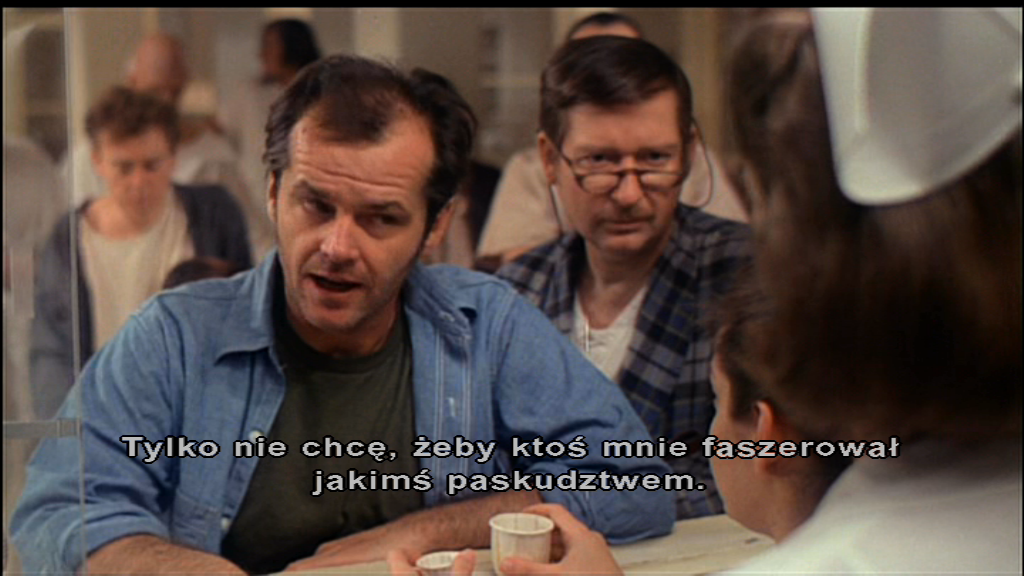 Tylko nie chcę, żeby ktoś mnie faszerował
jakimś paskudztwem.